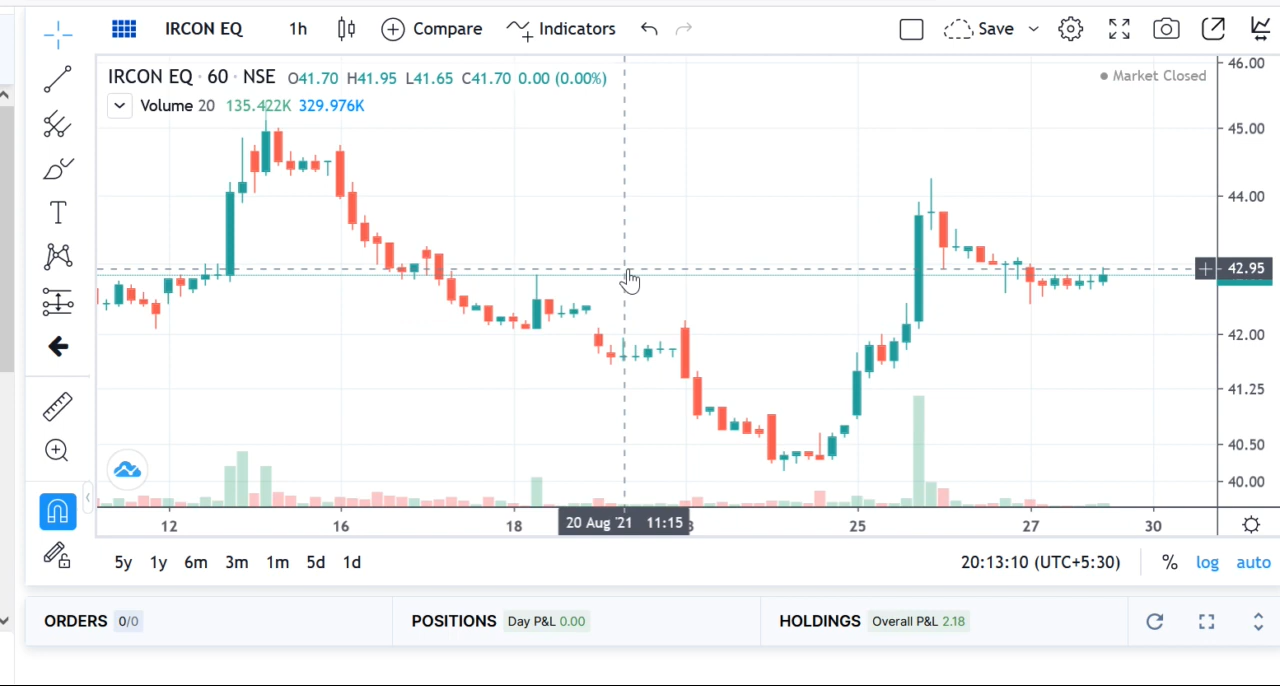 IRCON EQ 1h Compare Indicators Save
IRCON EQ · 60 · NSE O41.70 H41.95 L41.65 C41.70 0.00 (0.00%) Market Closed
Volume 20 135.422K 329.976K
46.00
45.00
44.00
42.95
42.00
41.25
40.50
40.00
12 16 18 20 Aug '21 11:15 25 27 30
5y 1y 6m 3m 1m 5d 1d 20:13:10 (UTC+5:30) % log auto
ORDERS 0/0 POSITIONS Day P&L 0.00 HOLDINGS Overall P&L 2.18